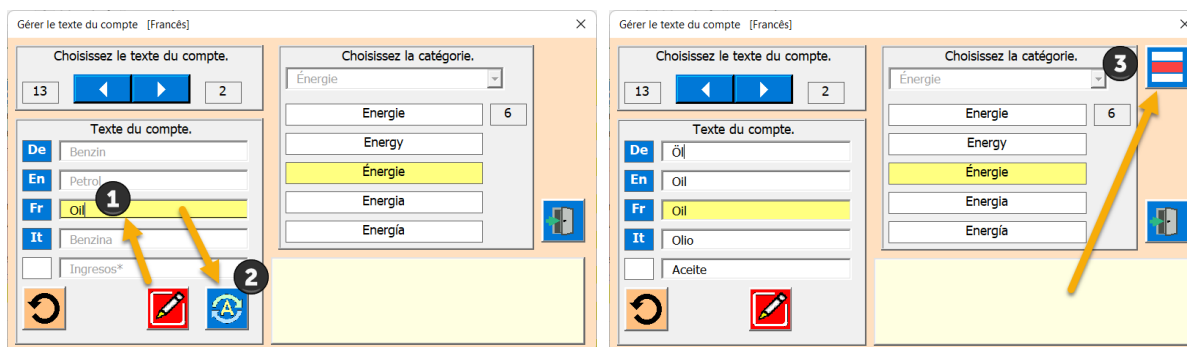 Gérer le texte du compte [Francés]
Choisissez le texte du compte.
13
2
Choisissez la catégorie.
Énergie
Energie
6
Energy
Énergie
Energia
Energía
Texte du compte.
De Benzin
En Petrol
Fr Oil
It Benzina
Ingresos*
1
2
A
Gérer le texte du compte [Francés]
Choisissez le texte du compte.
13
2
Choisissez la catégorie.
Énergie
3
Energie
6
Energy
Énergie
Energia
Energía
Texte du compte.
De Öl
En Oil
Fr Oil
It Olio
Aceite